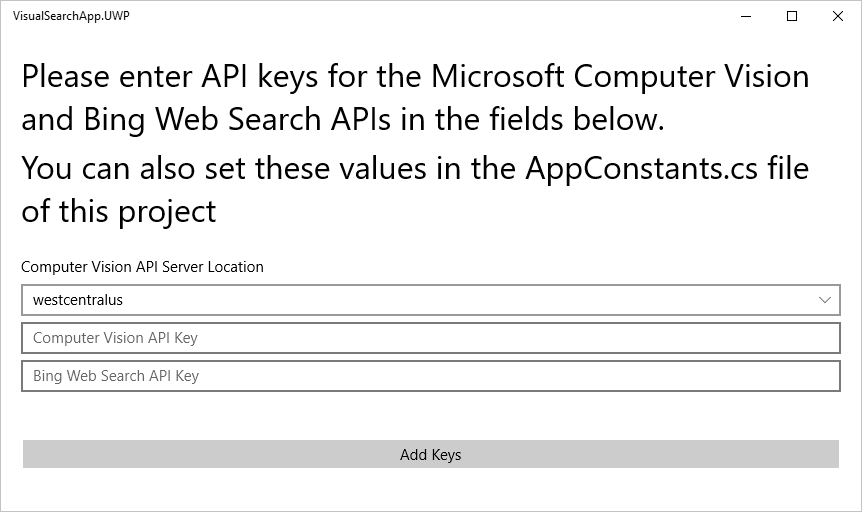 VisualSearchApp.UWP
Please enter API keys for the Microsoft Computer Vision
and Bing Web Search APIs in the fields below.
You can also set these values in the AppConstants.cs file
of this project
Computer Vision API Server Location
westcentralus
Computer Vision API Key
Bing Web Search API Key
Add Keys